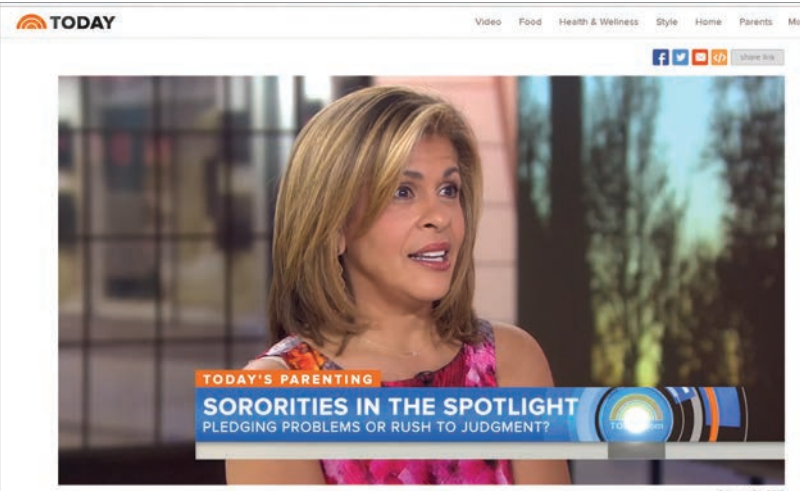 TODAY
Video Food Health & Wellness Style Home Parents
share link
TODAY'S PARENTING
SORORITIES IN THE SPOTLIGHT
PLEDGING PROBLEMS OR RUSH TO JUDGMENT?